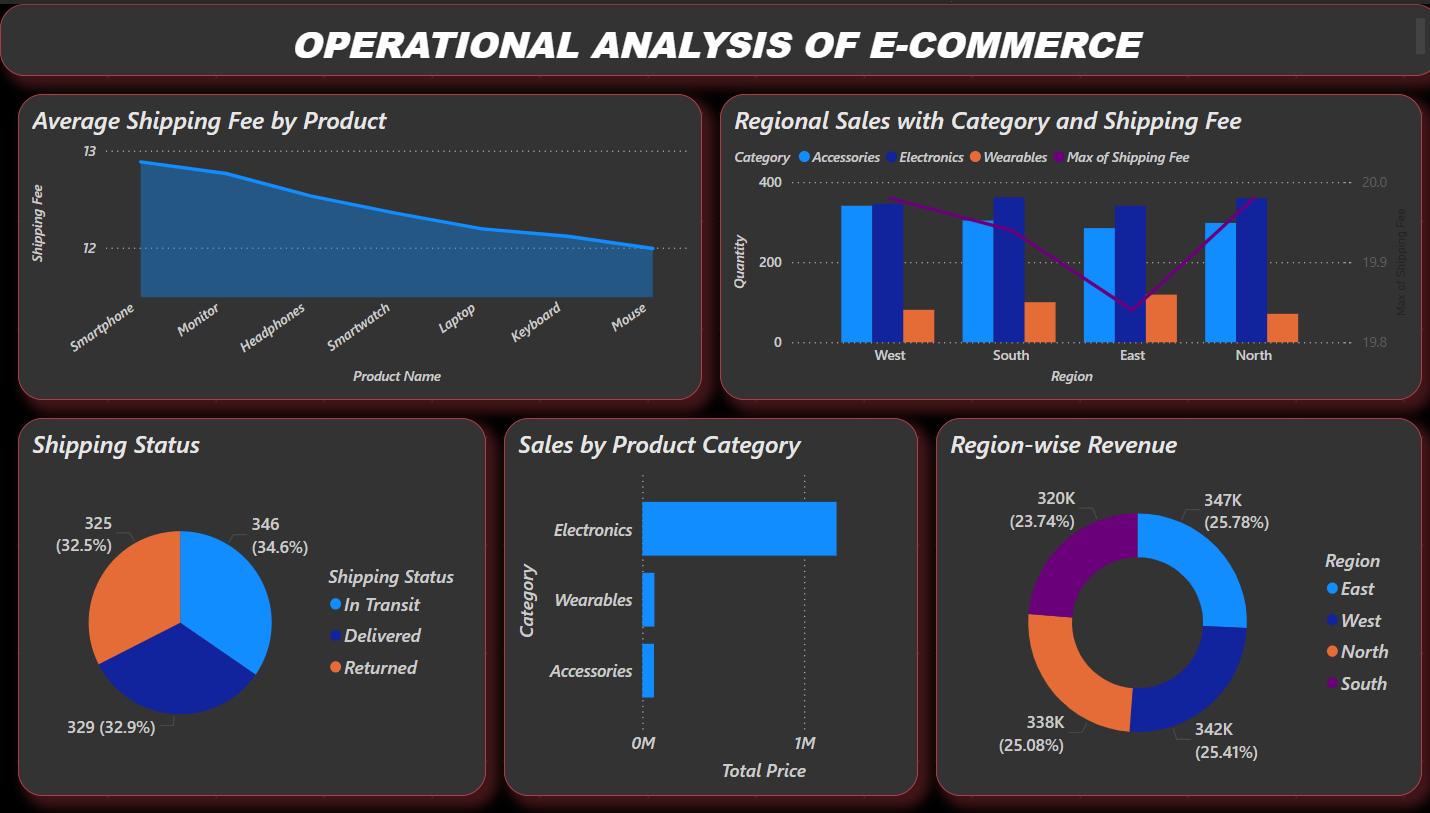 OPERATIONAL ANALYSIS OF E-COMMERCE
Average Shipping Fee by Product
13
12
Shipping Fee
Smartphone
Monitor
Headphones
Smartwatch
Laptop
Keyboard
Mouse
Product Name
Regional Sales with Category and Shipping Fee
Category Accessories Electronics Wearables Max of Shipping Fee
400
200
0
Quantity
20.0
19.9
19.8
Max of Shipping Fee
West
South
East
North
Region
Shipping Status
325
(32.5%)
346
(34.6%)
329 (32.9%)
Shipping Status
In Transit
Delivered
Returned
Sales by Product Category
Category
Electronics
Wearables
Accessories
0M
1M
Total Price
Region-wise Revenue
320K
(23.74%)
347K
(25.78%)
338K
(25.08%)
342K
(25.41%)
Region
East
West
North
South